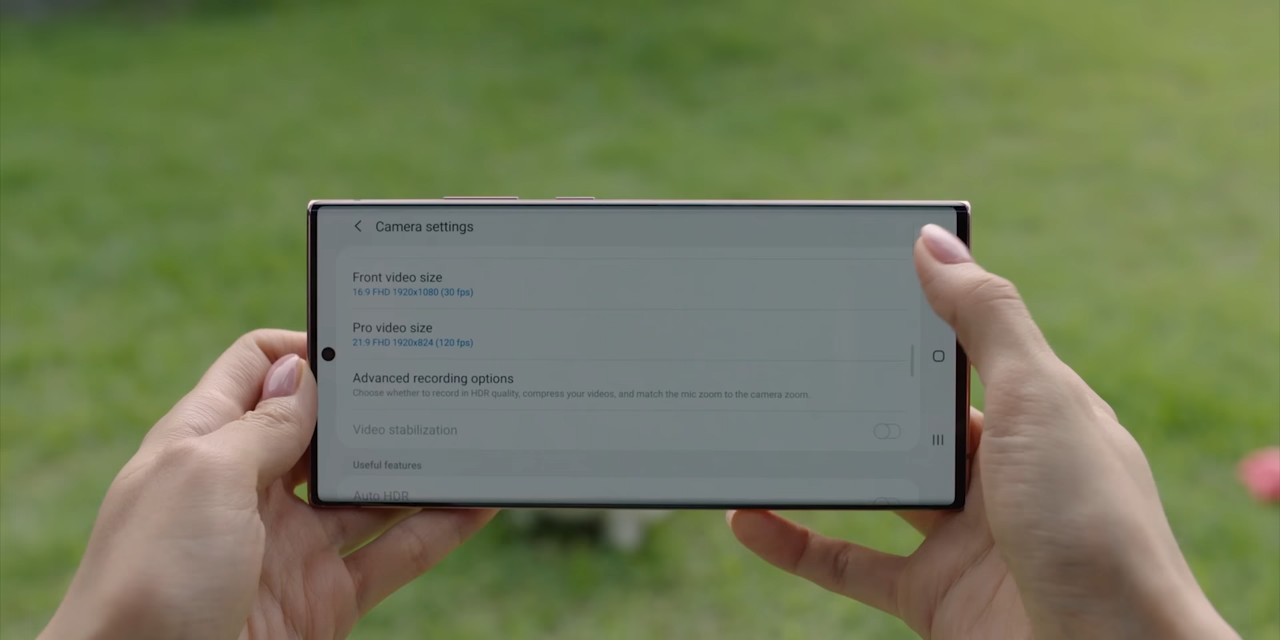 Camera settings
Front video size
16:9 FHD 1920x1080 (30 fps)
Pro video size
21:9 FHD 1920x824 (120 fps)
Advanced recording options
Choose whether to record in HDR quality, compress your videos, and match the mic zoom to the camera zoom.
Video stabilization
Useful features
Auto HDR